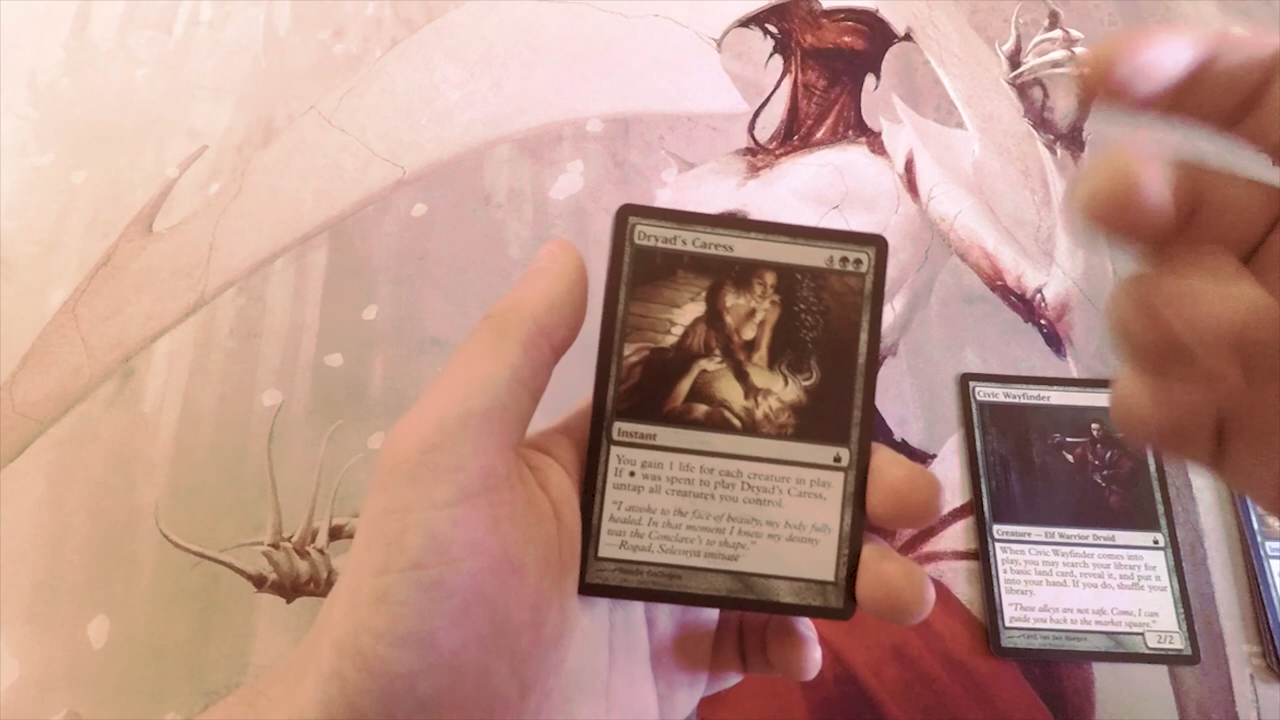 Dryad's Caress
4
Instant
You gain 1 life for each creature in play.
If was spent to play Dryad's Caress,
untap all creatures you control.
"I awoke to the face of beauty, my body fully
healed. In that moment I knew my destiny
was the Conclave's to shape."
—Rogad, Selesnya initiate
Civic Wayfinder
Creature — Elf Warrior Druid
When Civic Wayfinder comes into
play, you may search your library for
a basic land card, reveal it, and put it
into your hand. If you do, shuffle your
library.
"These alleys are not safe. Come, I can
guide you back to the market square."
2/2